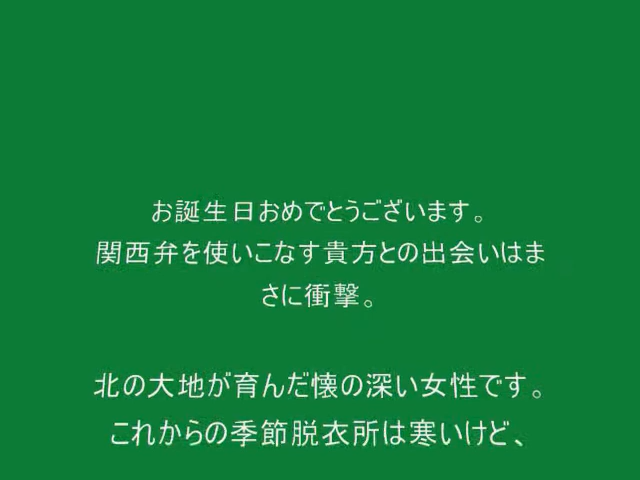 お誕生日おめでとうございます。
関西弁を使いこなす貴方との出会いはま
さに衝撃。
北の大地が育んだ懐の深い女性です。
これからの季節脱衣所は寒いけど、